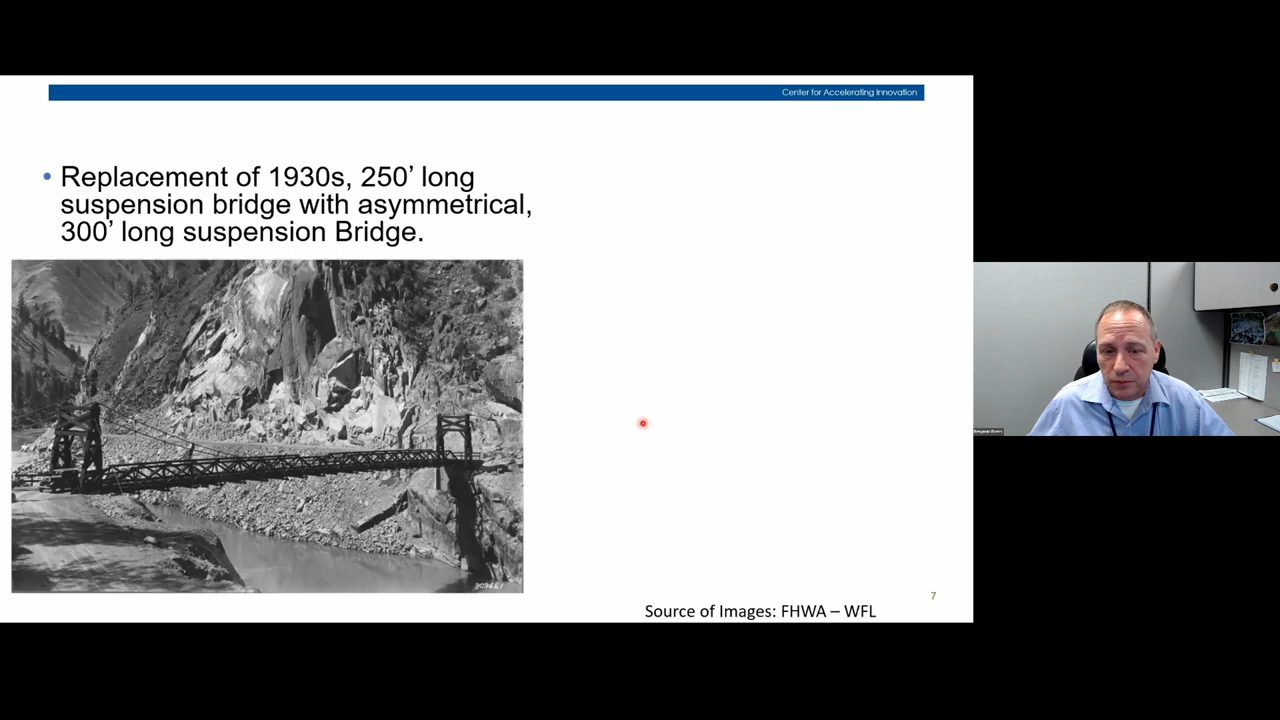 Center for Accelerating Innovation
• Replacement of 1930s, 250’ long
suspension bridge with asymmetrical,
300’ long suspension Bridge.
309661
7
Source of Images: FHWA – WFL